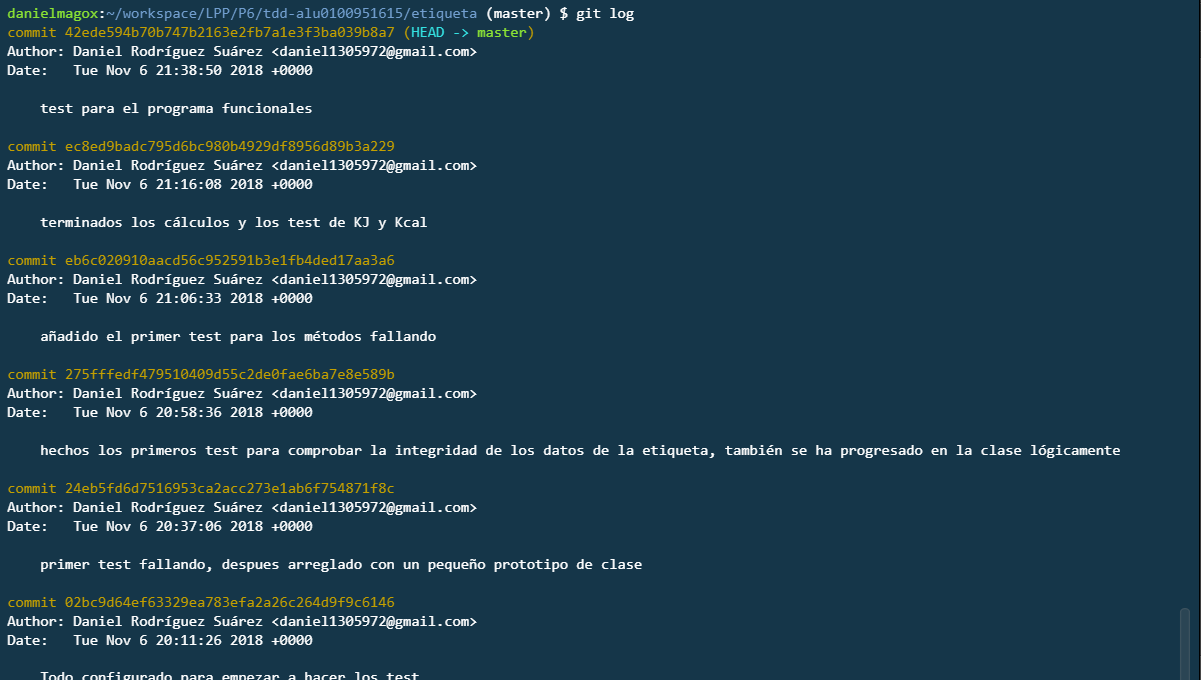 danielmagox:~/workspace/LPP/P6/tdd-alu0100951615/etiqueta (master) $ git log
commit 42ede594b70b747b2163e2fb7a1e3f3ba039b8a7 (HEAD -> master)
Author: Daniel Rodríguez Suárez <daniel1305972@gmail.com>
Date:   Tue Nov 6 21:38:50 2018 +0000
test para el programa funcionales
commit ec8ed9badc795d6bc980b4929df8956d89b3a229
Author: Daniel Rodríguez Suárez <daniel1305972@gmail.com>
Date:   Tue Nov 6 21:16:08 2018 +0000
terminados los cálculos y los test de KJ y Kcal
commit eb6c020910aacd56c952591b3e1fb4ded17aa3a6
Author: Daniel Rodríguez Suárez <daniel1305972@gmail.com>
Date:   Tue Nov 6 21:06:33 2018 +0000
añadido el primer test para los métodos fallando
commit 275fffedf479510409d55c2de0fae6ba7e8e589b
Author: Daniel Rodríguez Suárez <daniel1305972@gmail.com>
Date:   Tue Nov 6 20:58:36 2018 +0000
hechos los primeros test para comprobar la integridad de los datos de la etiqueta, también se ha progresado en la clase lógicamente
commit 24eb5fd6d7516953ca2acc273e1ab6f754871f8c
Author: Daniel Rodríguez Suárez <daniel1305972@gmail.com>
Date:   Tue Nov 6 20:37:06 2018 +0000
primer test fallando, despues arreglado con un pequeño prototipo de clase
commit 02bc9d64ef63329ea783efa2a26c264d9f9c6146
Author: Daniel Rodríguez Suárez <daniel1305972@gmail.com>
Date:   Tue Nov 6 20:11:26 2018 +0000
Todo configurado para empezar a hacer los test